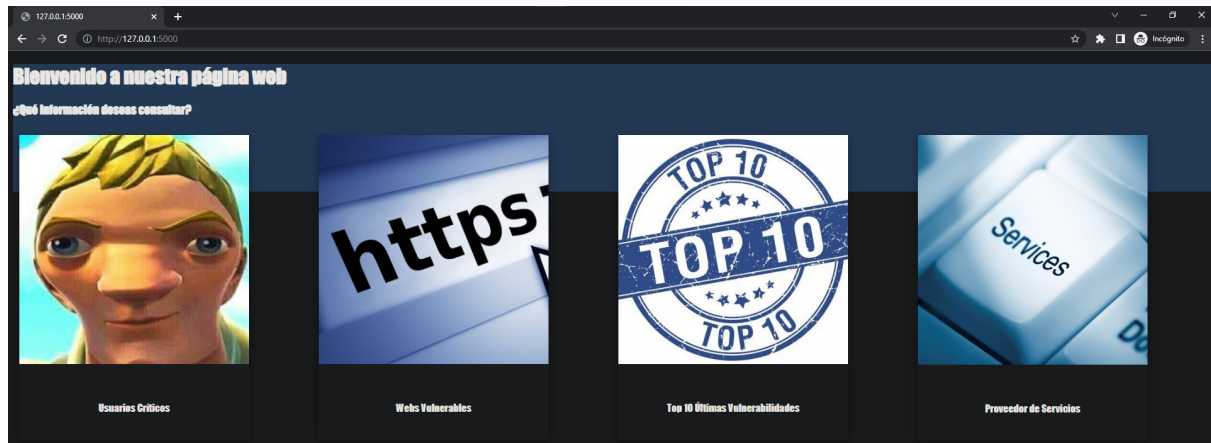 127.0.0.1:5000
http://127.0.0.1:5000
Incógnito
Bienvenido a nuestra página web
¿Qué información deseas consultar?
https
TOP 10
TOP 10
TOP 10
Services
Do
Usuarios Críticos
Webs Vulnerables
Top 10 Últimas Vulnerabilidades
Proveedor de Servicios